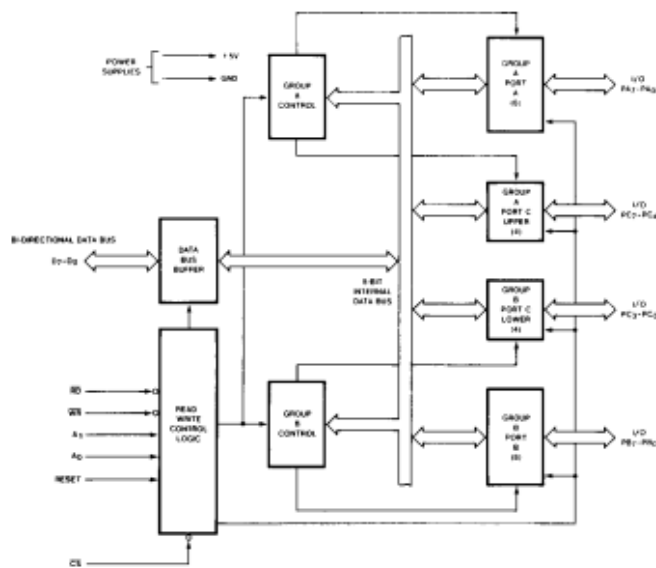 POWER
SUPPLIES
+5V
GND
GROUP
A
CONTROL
GROUP
A
PORT
A
(8)
I/O
PA7-PA0
GROUP
A
PORT C
UPPER
(4)
I/O
PC7-PC4
BI-DIRECTIONAL DATA BUS
D7-D0
DATA
BUS
BUFFER
8-BIT
INTERNAL
DATA BUS
GROUP
B
PORT C
LOWER
(4)
I/O
PC3-PC0
RD
WR
A1
A0
RESET
CS
READ
WRITE
CONTROL
LOGIC
GROUP
B
CONTROL
GROUP
B
PORT
B
(8)
I/O